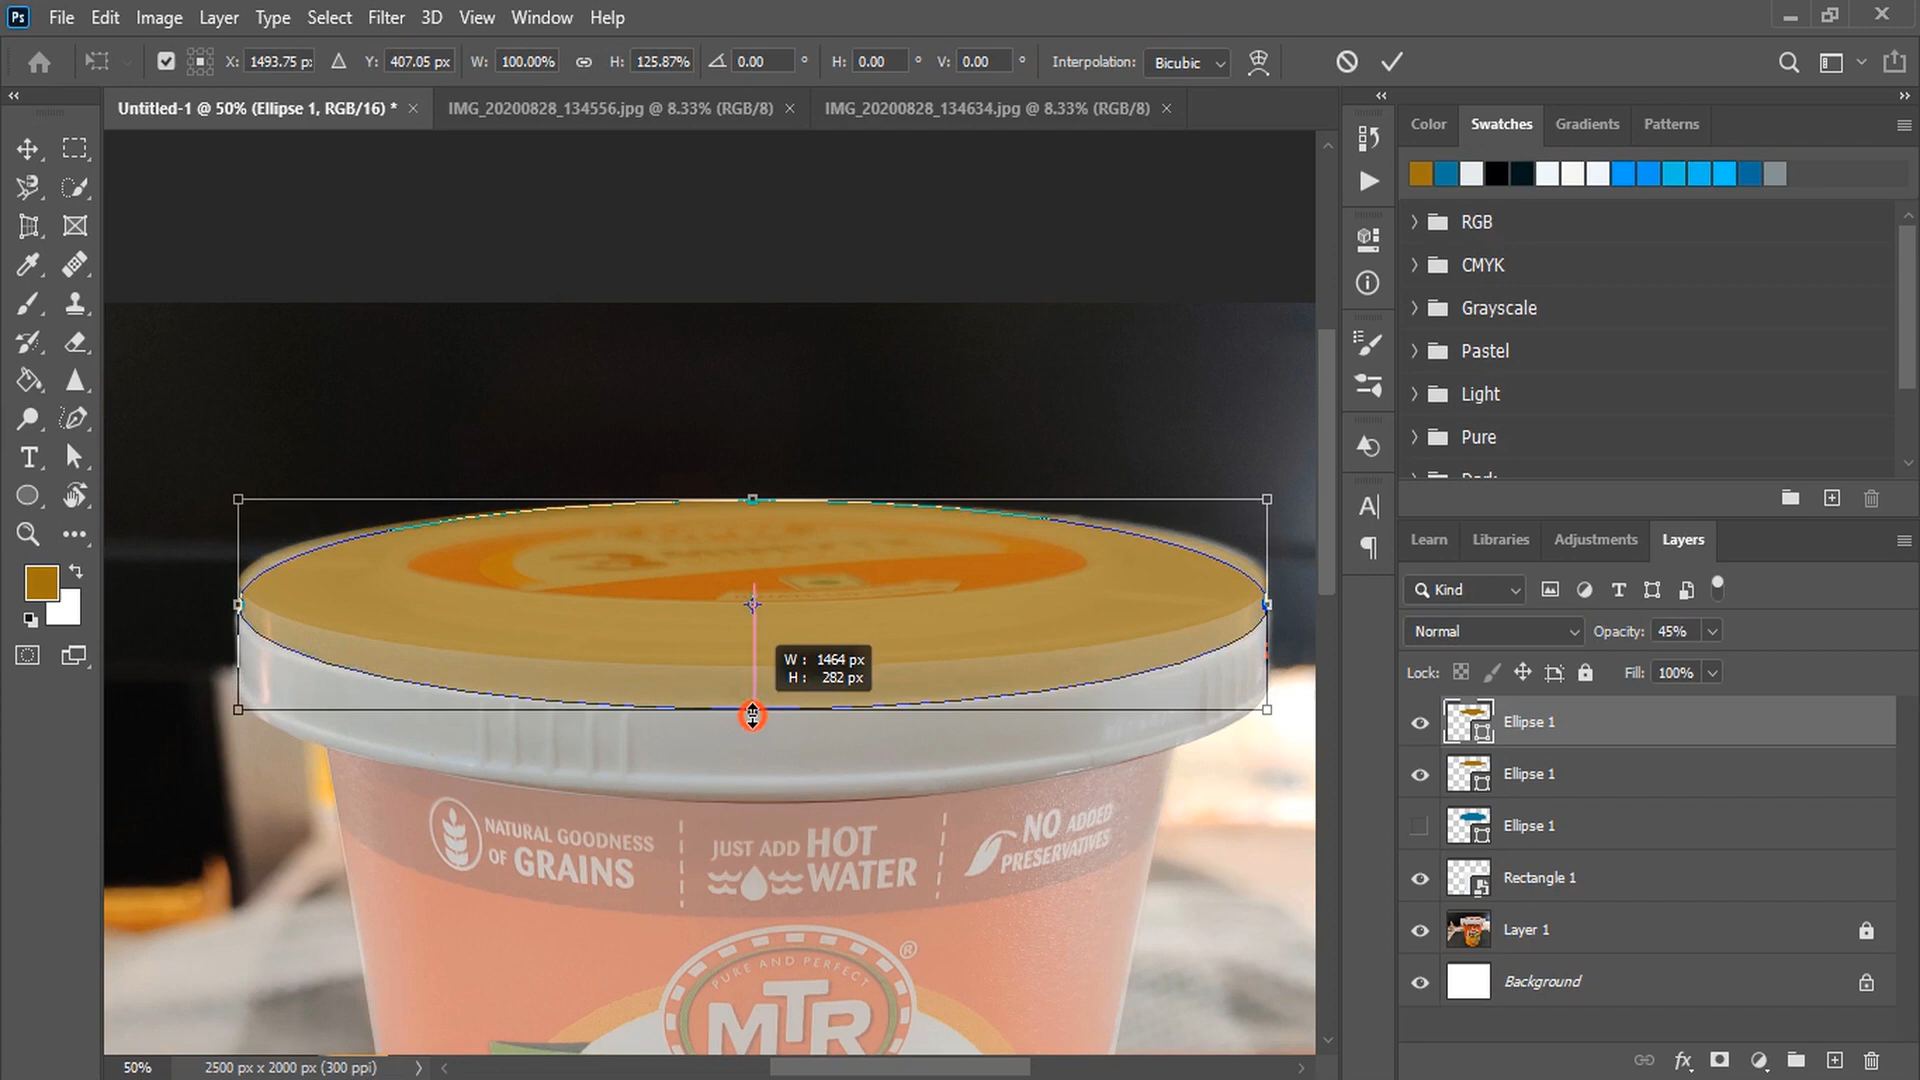 File Edit Image Layer Type Select Filter 3D View Window Help
X: 1493.75 px Y: 407.05 px W: 100.00% H: 125.87% 0.00 ° H: 0.00 ° V: 0.00 ° Interpolation: Bicubic
Untitled-1 @ 50% (Ellipse 1, RGB/16) * × IMG_20200828_134556.jpg @ 8.33% (RGB/8) × IMG_20200828_134634.jpg @ 8.33% (RGB/8) ×
Color Swatches Gradients Patterns
RGB
CMYK
Grayscale
Pastel
Light
Pure
Learn Libraries Adjustments Layers
Kind
Normal Opacity: 45%
Lock: Fill: 100%
Ellipse 1
Ellipse 1
Ellipse 1
Rectangle 1
Layer 1
Background
W : 1464 px
H : 282 px
NATURAL GOODNESS
OF GRAINS
JUST ADD HOT
WATER
NO ADDED
PRESERVATIVES
®
PURE AND PERFECT
MTR
50% 2500 px x 2000 px (300 ppi)